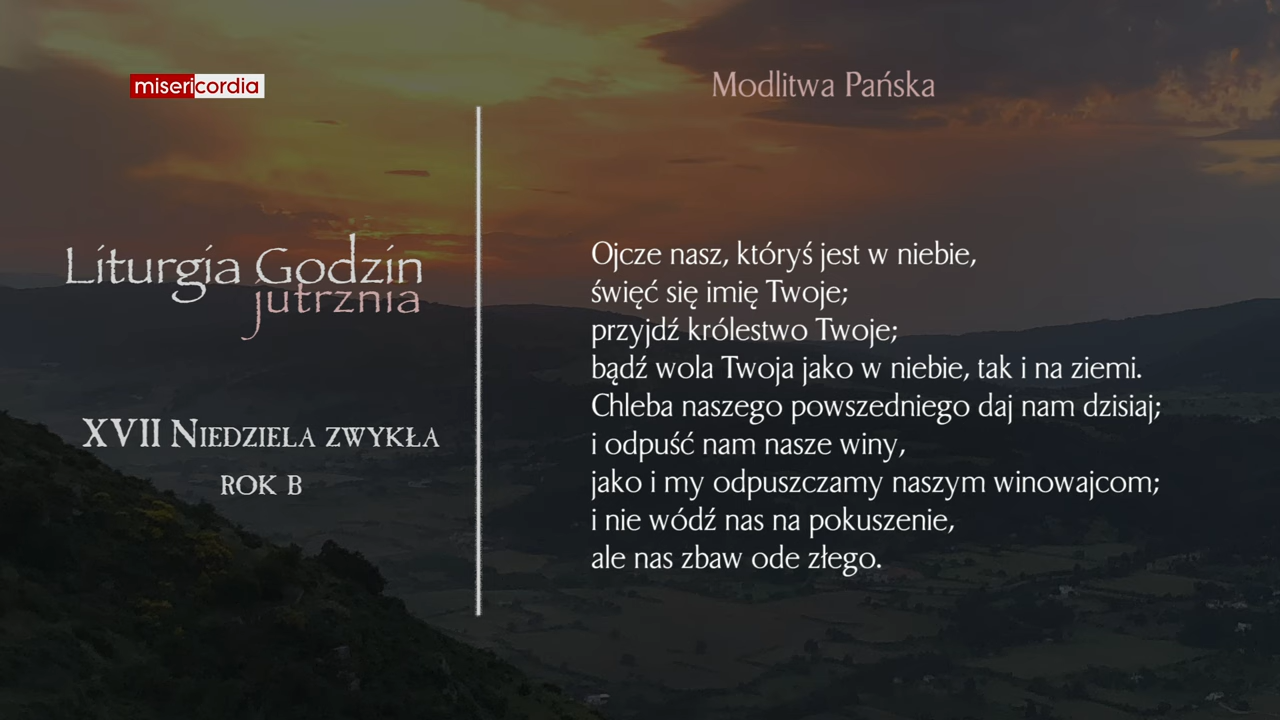 misericordia
Modlitwa Pańska
Liturgia Godzin
jutrznia
XVII Niedziela zwykła
rok B
Ojcze nasz, któryś jest w niebie,
święć się imię Twoje;
przyjdź królestwo Twoje;
bądź wola Twoja jako w niebie, tak i na ziemi.
Chleba naszego powszedniego daj nam dzisiaj;
i odpuść nam nasze winy,
jako i my odpuszczamy naszym winowajcom;
i nie wódź nas na pokuszenie,
ale nas zbaw ode złego.